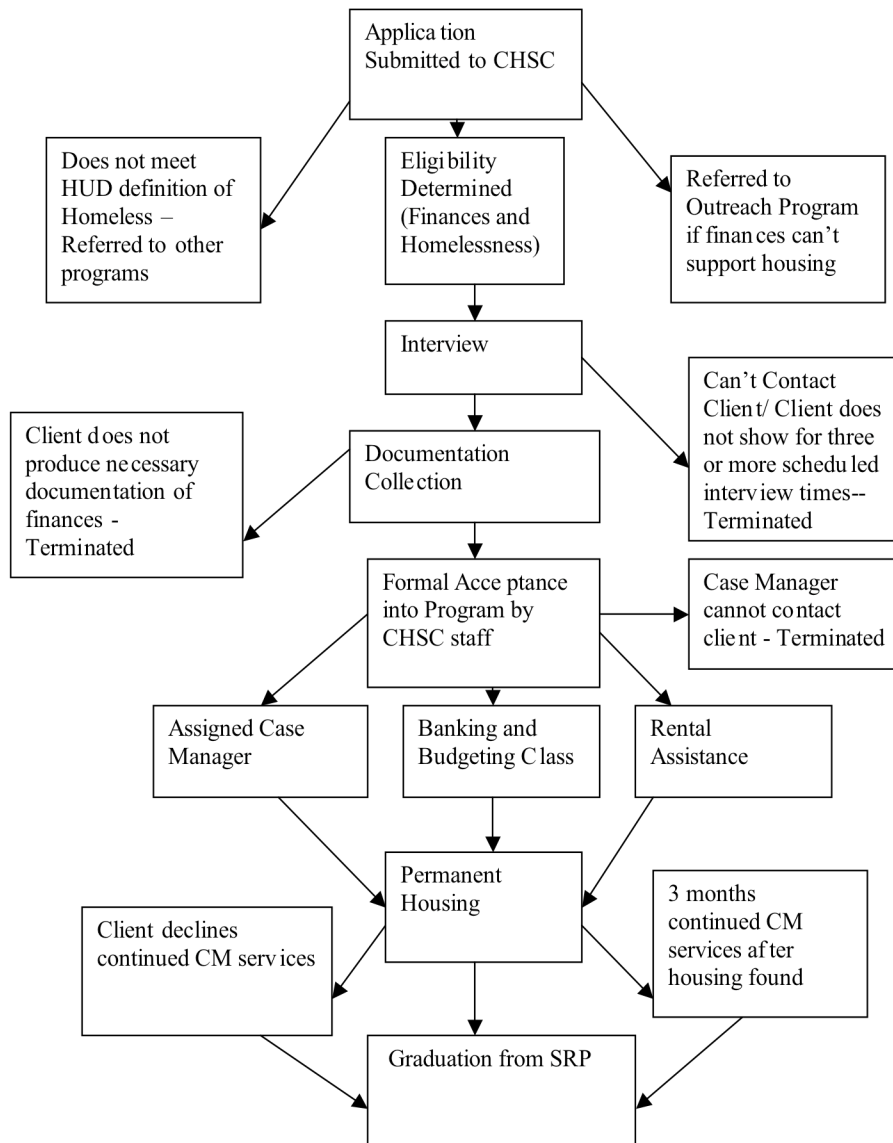 Application
Submitted to CHSC
Does not meet
HUD definition of
Homeless –
Referred to other
programs
Eligibility
Determined
(Finances and
Homelessness)
Referred to
Outreach Program
if finances can’t
support housing
Interview
Can’t Contact
Client/ Client does
not show for three
or more scheduled
interview times--
Terminated
Client does not
produce necessary
documentation of
finances -
Terminated
Documentation
Collection
Formal Acceptance
into Program by
CHSC staff
Case Manager
cannot contact
client - Terminated
Assigned Case
Manager
Banking and
Budgeting Class
Rental
Assistance
Permanent
Housing
Client declines
continued CM services
3 months
continued CM
services after
housing found
Graduation from SRP